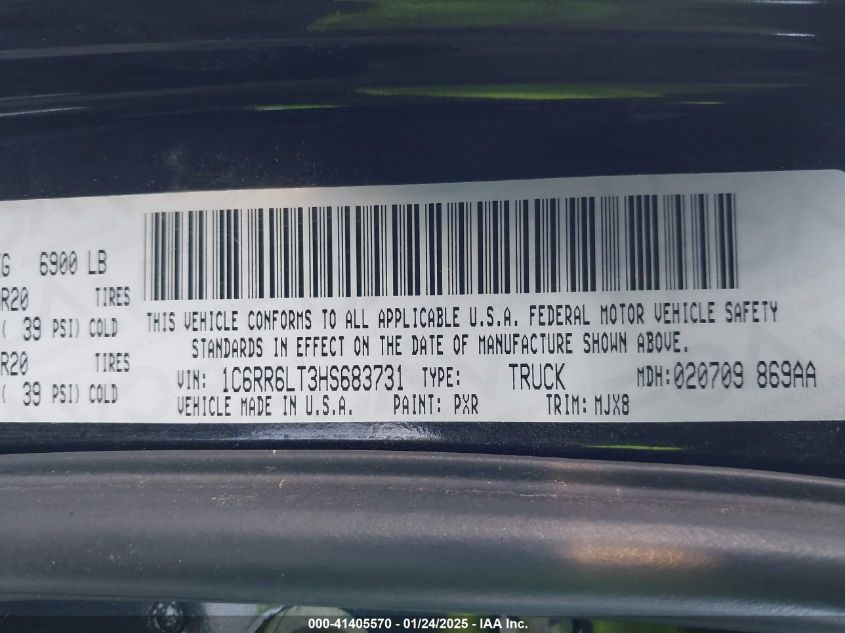 G 6900 LB
R20 TIRES
( 39 PSI) COLD
R20 TIRES
( 39 PSI) COLD
THIS VEHICLE CONFORMS TO ALL APPLICABLE U.S.A. FEDERAL MOTOR VEHICLE SAFETY
STANDARDS IN EFFECT ON THE DATE OF MANUFACTURE SHOWN ABOVE.
VIN: 1C6RR6LT3HS683731 TYPE: TRUCK MDH:020709 869AA
VEHICLE MADE IN U.S.A. PAINT: PXR TRIM: MJX8
000-41405570 - 01/24/2025 - IAA Inc.